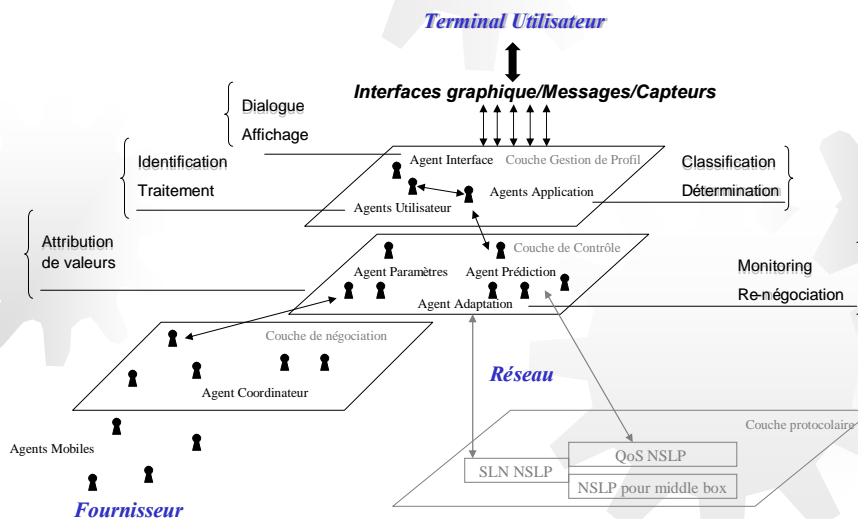 Terminal Utilisateur
Interfaces graphique/Messages/Capteurs
Dialogue
Affichage
Identification
Traitement
Agent Interface
Couche Gestion de Profil
Agents Application
Agents Utilisateur
Classification
Détermination
Attribution
de valeurs
Couche de Contrôle
Agent Paramètres
Agent Prédiction
Agent Adaptation
Monitoring
Re-négociation
Couche de négociation
Agent Coordinateur
Réseau
Couche protocolaire
Agents Mobiles
QoS NSLP
SLN NSLP
NSLP pour middle box
Fournisseur